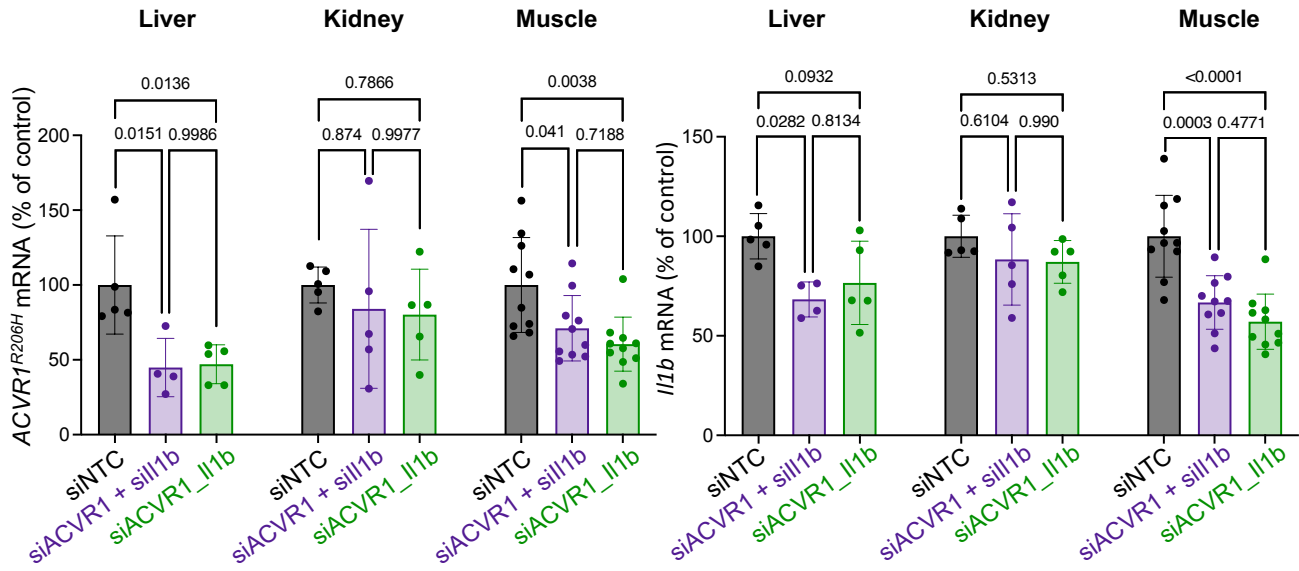 Liver Kidney Muscle
0.0136 0.7866 0.0038
0.0151 0.9986 0.874 0.9977 0.041 0.7188
ACVR1R206H mRNA (% of control)
200
150
100
50
0
siNTC siACVR1 + siIl1b siACVR1_Il1b siNTC siACVR1 + siIl1b siACVR1_Il1b siNTC siACVR1 + siIl1b siACVR1_Il1b
Liver Kidney Muscle
0.0932 0.5313 <0.0001
0.0282 0.8134 0.6104 0.990 0.0003 0.4771
Il1b mRNA (% of control)
150
100
50
0
siNTC siACVR1 + siIl1b siACVR1_Il1b siNTC siACVR1 + siIl1b siACVR1_Il1b siNTC siACVR1 + siIl1b siACVR1_Il1b